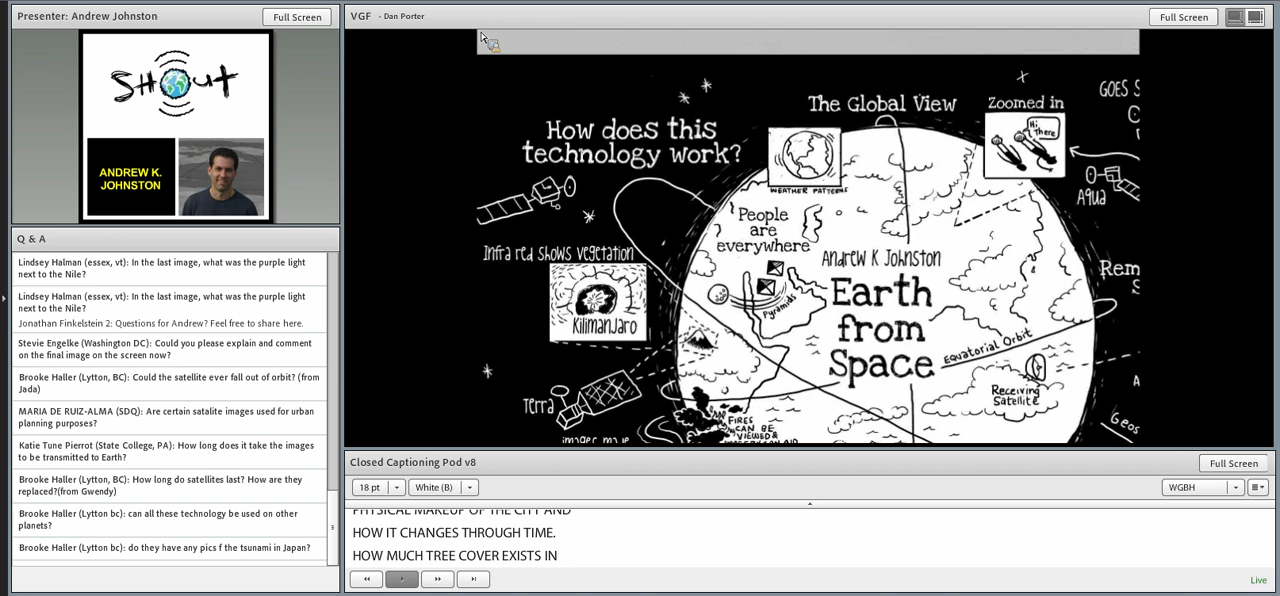 Presenter: Andrew Johnston
Full Screen
SHOut
ANDREW K.
JOHNSTON
Q & A
Lindsey Halman (essex, vt): In the last image, what was the purple light
next to the Nile?
Lindsey Halman (essex, vt): In the last image, what was the purple light
next to the Nile?
Jonathan Finkelstein 2: Questions for Andrew? Feel free to share here.
Stevie Engelke (Washington DC): Could you please explain and comment
on the final image on the screen now?
Brooke Haller (Lytton, BC): Could the satellite ever fall out of orbit? (from
Jada)
MARIA DE RUIZ-ALMA (SDQ): Are certain satalite images used for urban
planning purposes?
Katie Tune Pierrot (State College, PA): How long does it take the images
to be transmitted to Earth?
Brooke Haller (Lytton, BC): How long do satellites last? How are they
replaced?(from Gwendy)
Brooke Haller (Lytton bc): can all these technology be used on other
planets?
Brooke Haller (Lytton bc): do they have any pics f the tsunami in Japan?
VGF - Dan Porter
Full Screen
The Global View
Zoomed in
GOES S
How does this
technology work?
Hi
There
WEATHER PATTERNS
Aqua
People
are
everywhere
Infra red shows vegetation
Andrew K Johnston
Earth
from
Space
Rem
S
Pyramids
Kilimanjaro
Equatorial Orbit
Receiving
Satellite
Terra
A
Geos
FIRES
CAN BE
VIEWED &
images made
Closed Captioning Pod v8
Full Screen
18 pt
White (B)
WGBH
PHYSICAL MAKEUP OF THE CITY AND
HOW IT CHANGES THROUGH TIME.
HOW MUCH TREE COVER EXISTS IN
Live